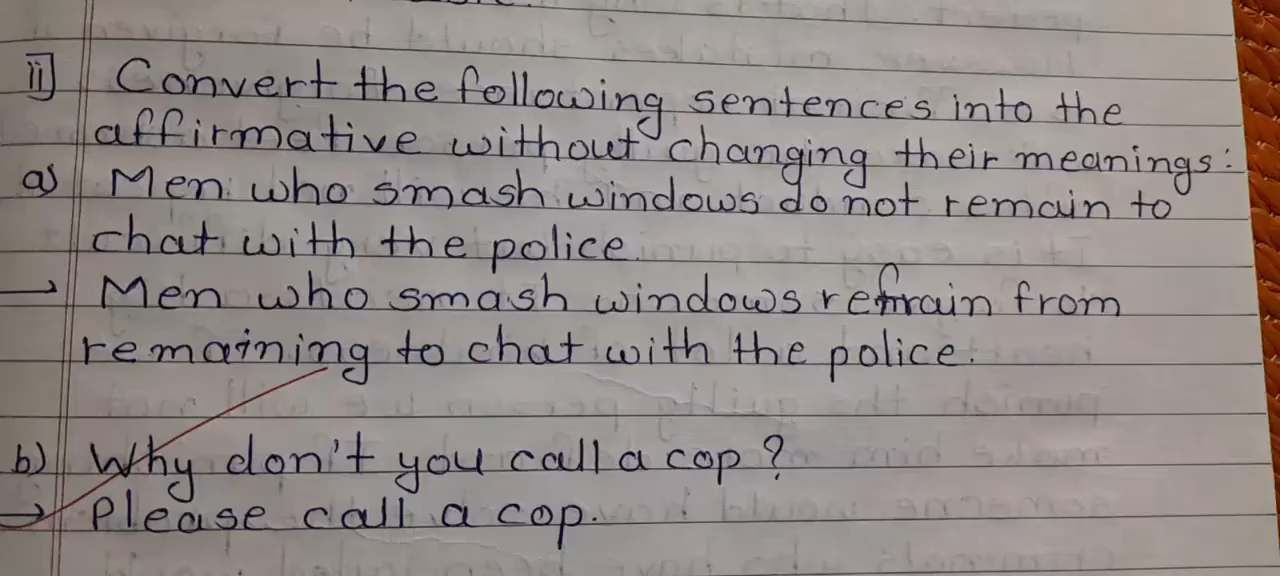 ii] Convert the following sentences into the
affirmative without changing their meanings:
a) Men who smash windows do not remain to
chat with the police.
→ Men who smash windows refrain from
remaining to chat with the police.
b) Why don't you call a cop?
→ Please call a cop.